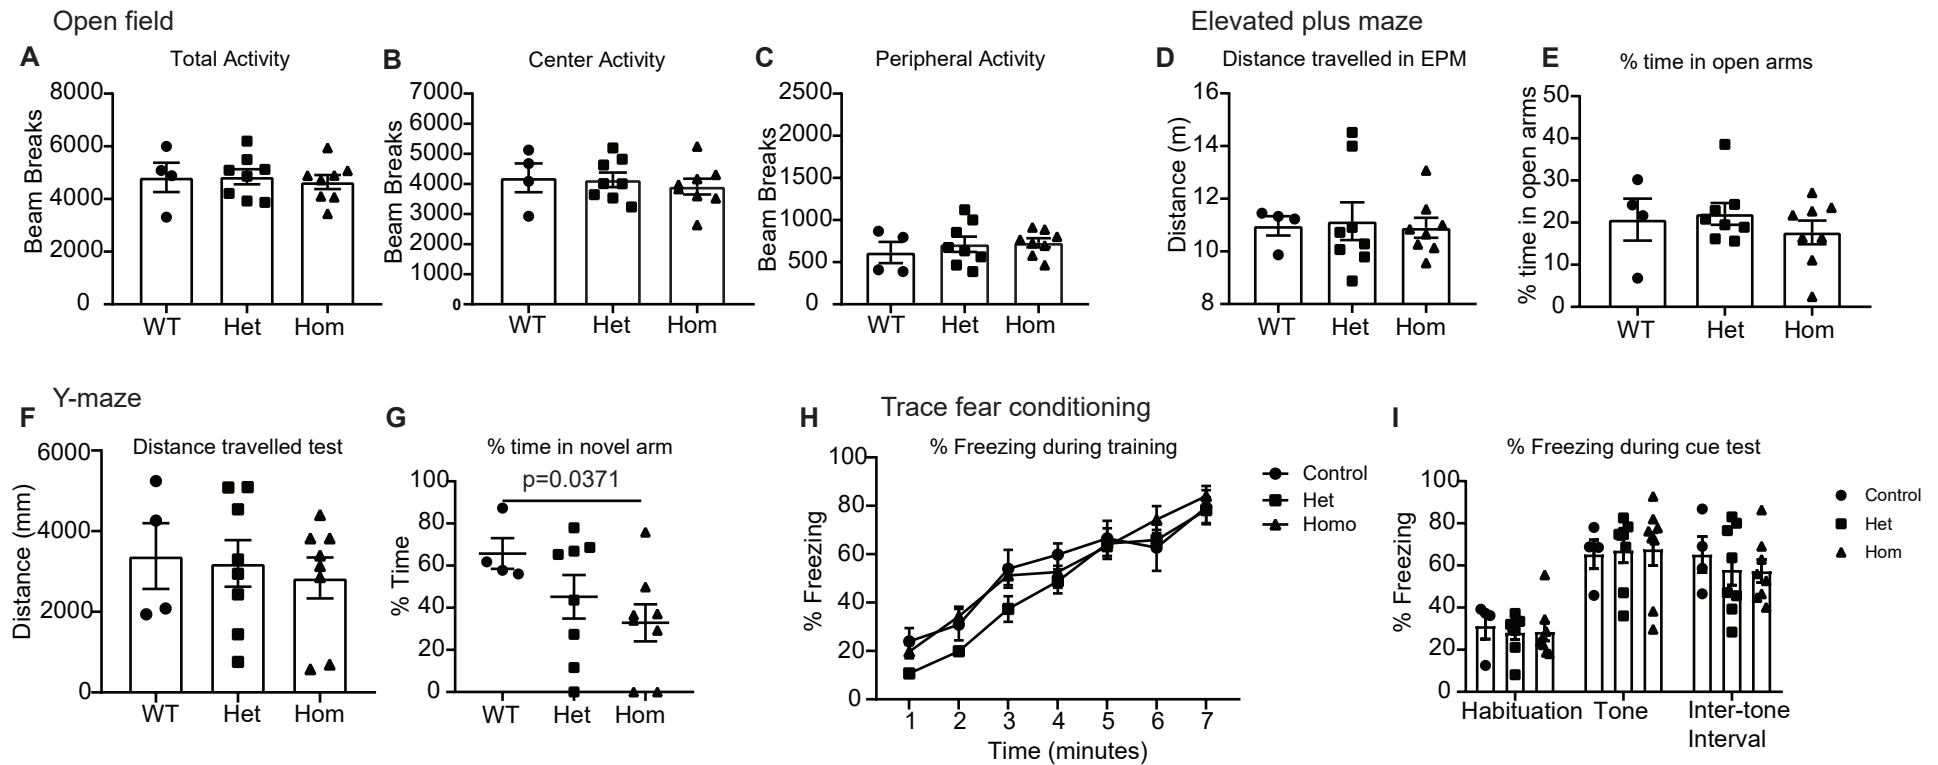 Open field
A
Total Activity
Beam Breaks
8000
6000
4000
2000
0
WT Het Hom
B
Center Activity
Beam Breaks
7000
6000
5000
4000
3000
2000
1000
0
WT Het Hom
C
Peripheral Activity
Beam Breaks
2500
2000
1500
1000
500
0
WT Het Hom
Elevated plus maze
D
Distance travelled in EPM
Distance (m)
16
14
12
10
8
WT Het Hom
E
% time in open arms
% time in open arms
50
40
30
20
10
0
WT Het Hom
Y-maze
F
Distance travelled test
Distance (mm)
6000
4000
2000
0
WT Het Hom
G
% time in novel arm
p=0.0371
% Time
100
80
60
40
20
0
WT Het Hom
Trace fear conditioning
H
% Freezing during training
% Freezing
100
80
60
40
20
0
1 2 3 4 5 6 7
Time (minutes)
Control
Het
Homo
I
% Freezing during cue test
% Freezing
100
80
60
40
20
0
Habituation Tone Inter-tone
Interval
Control
Het
Hom